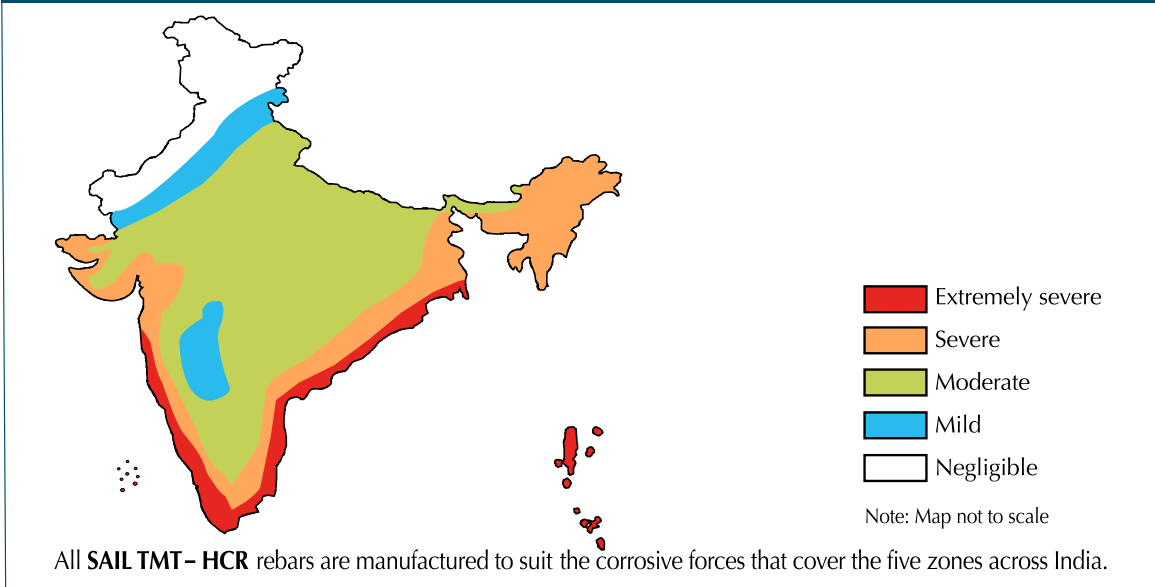 Extremely severe
Severe
Moderate
Mild
Negligible
Note: Map not to scale
All SAIL TMT – HCR rebars are manufactured to suit the corrosive forces that cover the five zones across India.